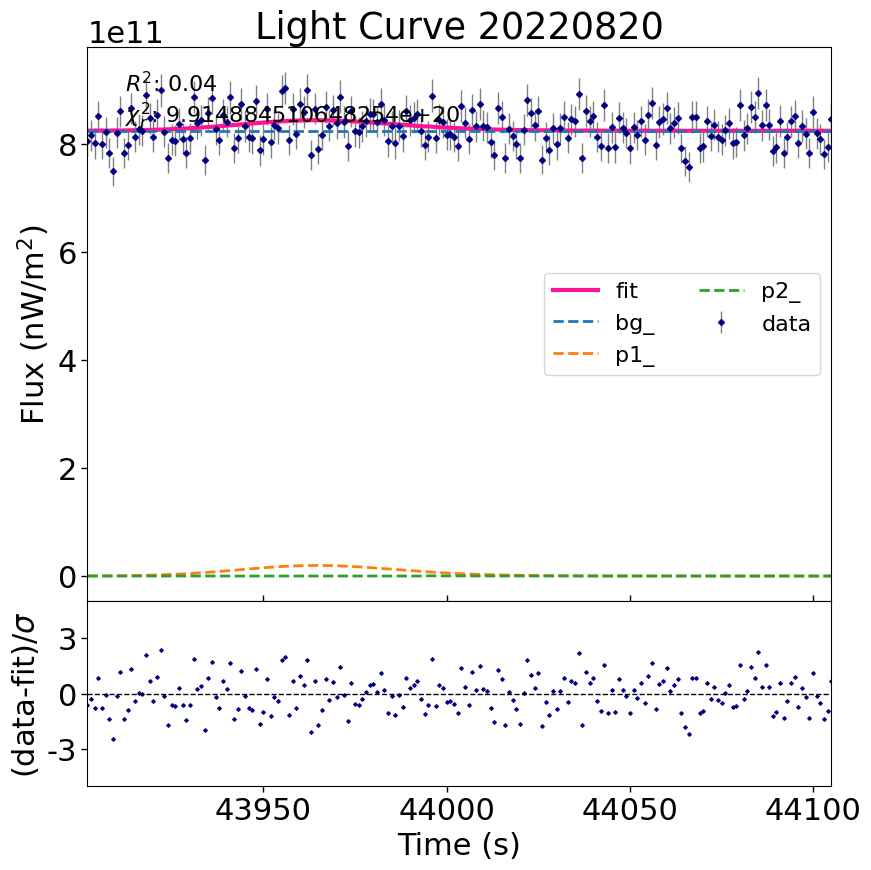 Light Curve 20220820
1e11
R²: 0.04
χ²: 9.914884510648254e+20
8
6
4
2
0
Flux (nW/m²)
fit
bg_
p1_
p2_
data
3
0
-3
(data-fit)/σ
43950
44000
44050
44100
Time (s)